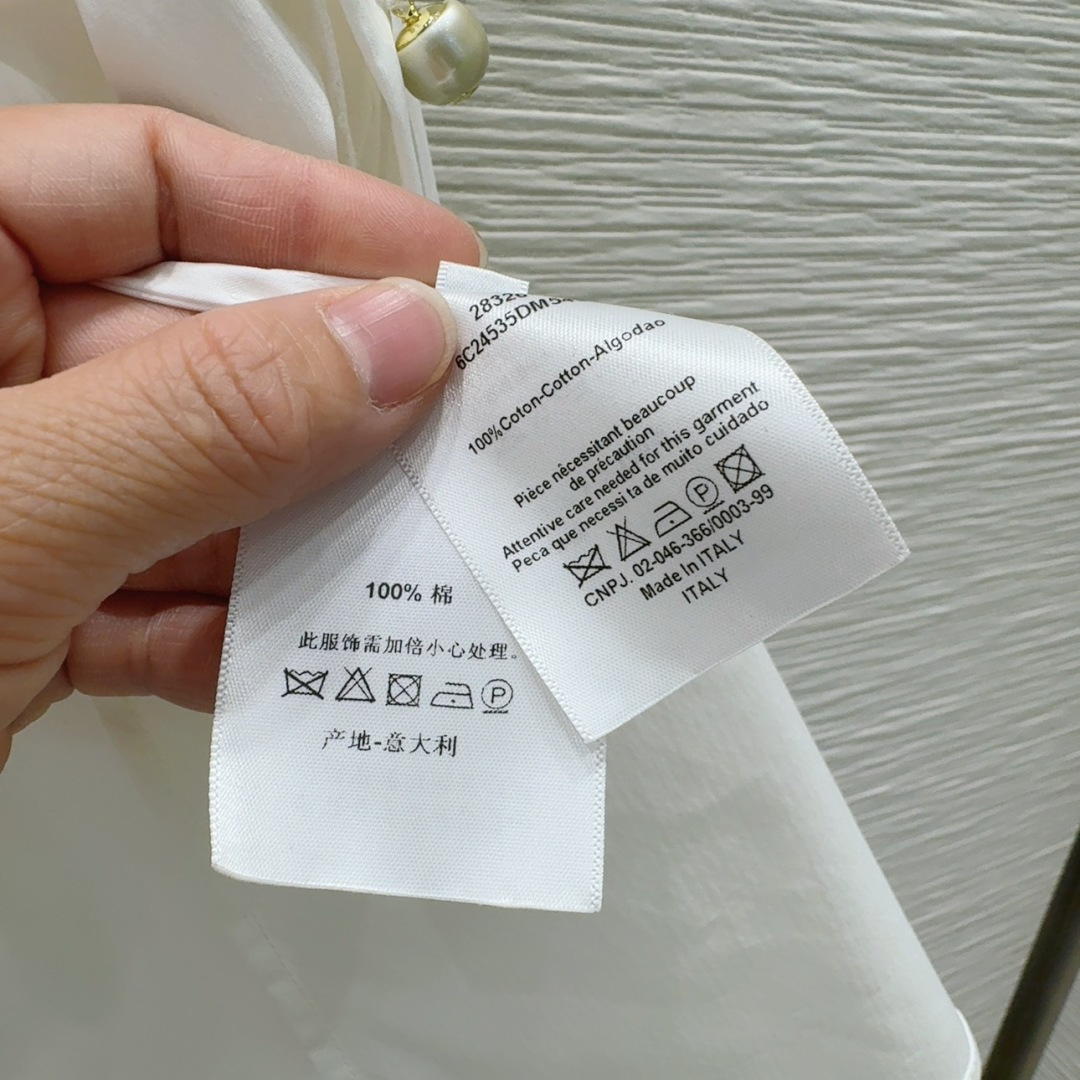 6C24535DM5
100%Coton-Cotton-Algodao
Pièce nécessitant beaucoup
de précaution
Attentive care needed for this garment
Peca que necessi ta de muito cuidado
P
CNPJ. 02-046-366/0003-99
Made In ITALY
ITALY
100% 棉
此服饰需加倍小心处理。
P
产地-意大利